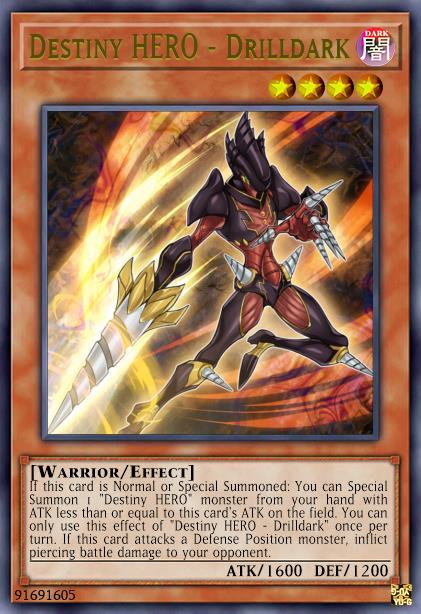 Destiny HERO - Drilldark
DARK
闇
[Warrior/Effect]
If this card is Normal or Special Summoned: You can Special
Summon 1 "Destiny HERO" monster from your hand with
ATK less than or equal to this card's ATK on the field. You can
only use this effect of "Destiny HERO - Drilldark" once per
turn. If this card attacks a Defense Position monster, inflict
piercing battle damage to your opponent.
ATK/1600 DEF/1200
91691605